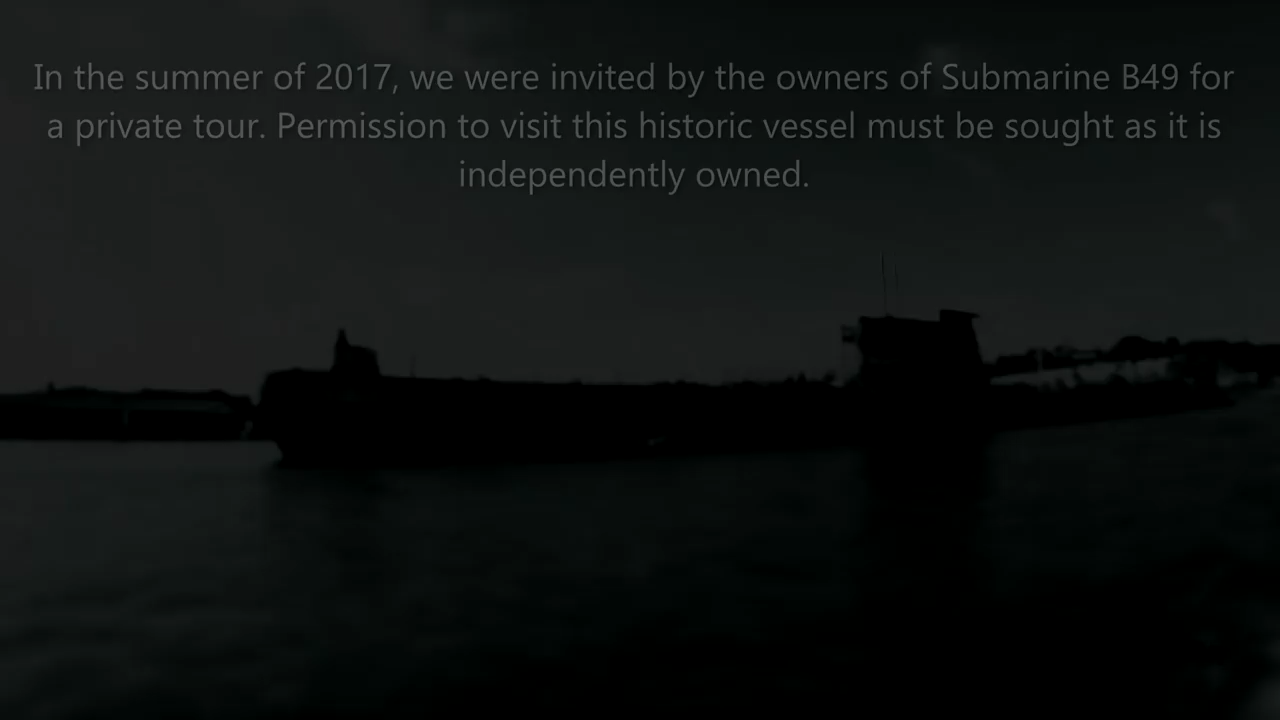 In the summer of 2017, we were invited by the owners of Submarine B49 for
a private tour. Permission to visit this historic vessel must be sought as it is
independently owned.